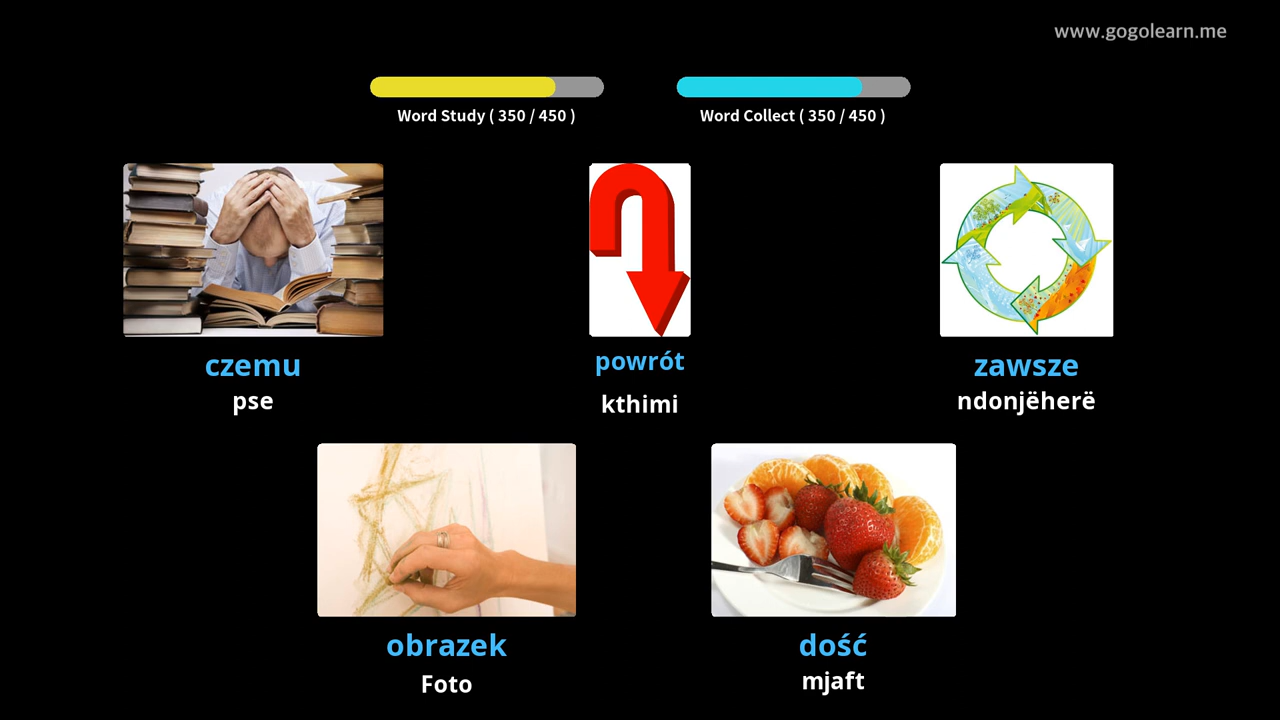 www.gogolearn.me
Word Study ( 350 / 450 )
Word Collect ( 350 / 450 )
czemu
pse
powrót
kthimi
zawsze
ndonjëherë
obrazek
Foto
dość
mjaft